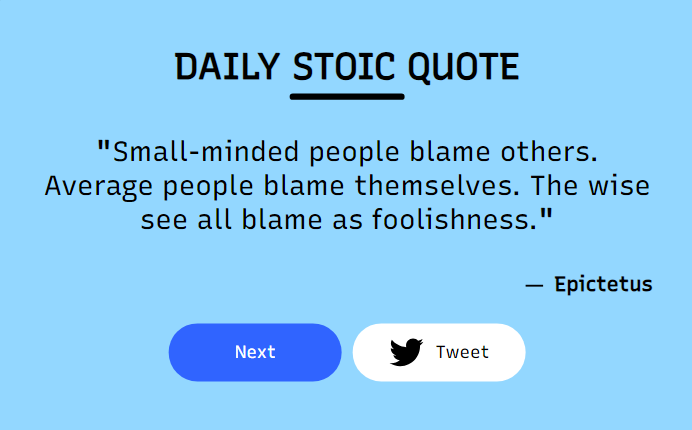 DAILY STOIC QUOTE
"Small-minded people blame others.
Average people blame themselves. The wise
see all blame as foolishness."
— Epictetus
Next
Tweet